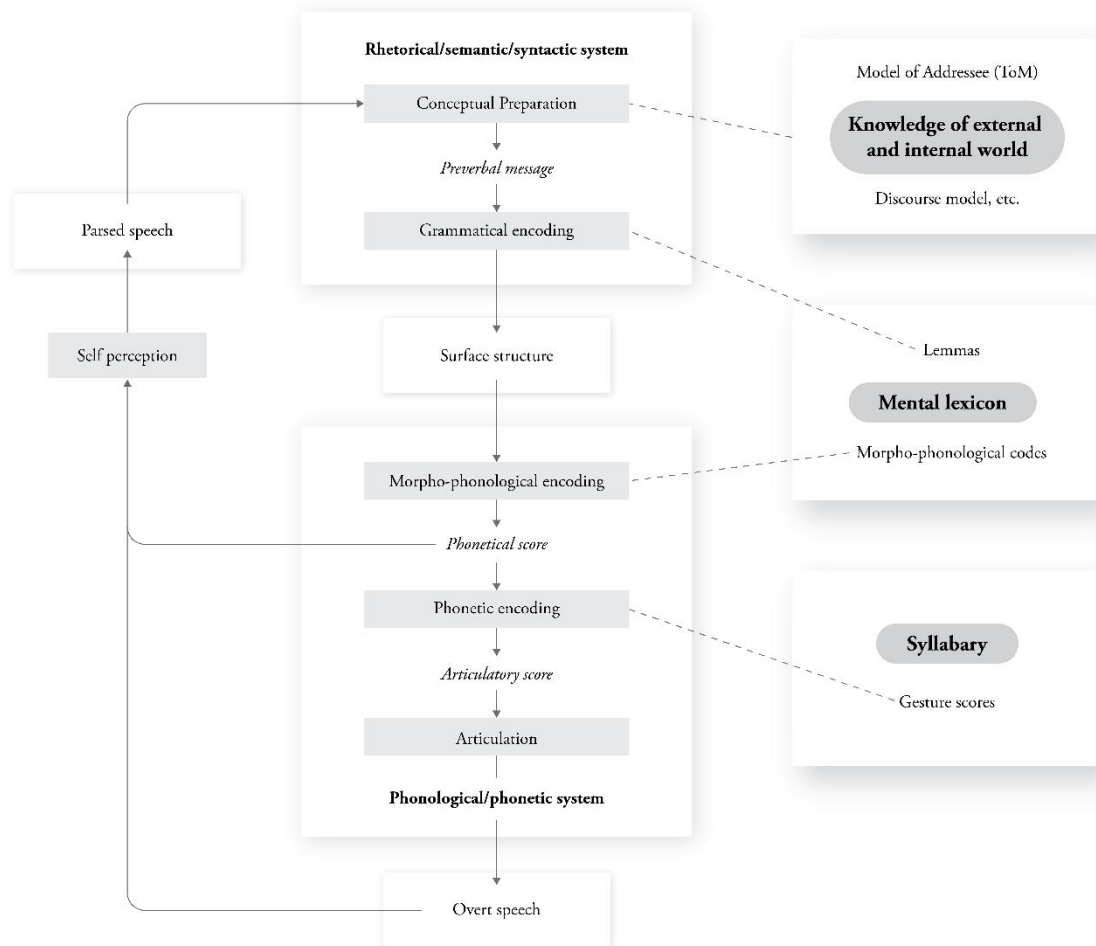 Rhetorical/semantic/syntactic system
Conceptual Preparation
Preverbal message
Grammatical encoding
Parsed speech
Self perception
Surface structure
Morpho-phonological encoding
Phonetical score
Phonetic encoding
Articulatory score
Articulation
Phonological/phonetic system
Overt speech
Model of Addressee (ToM)
Knowledge of external
and internal world
Discourse model, etc.
Lemmas
Mental lexicon
Morpho-phonological codes
Syllabary
Gesture scores